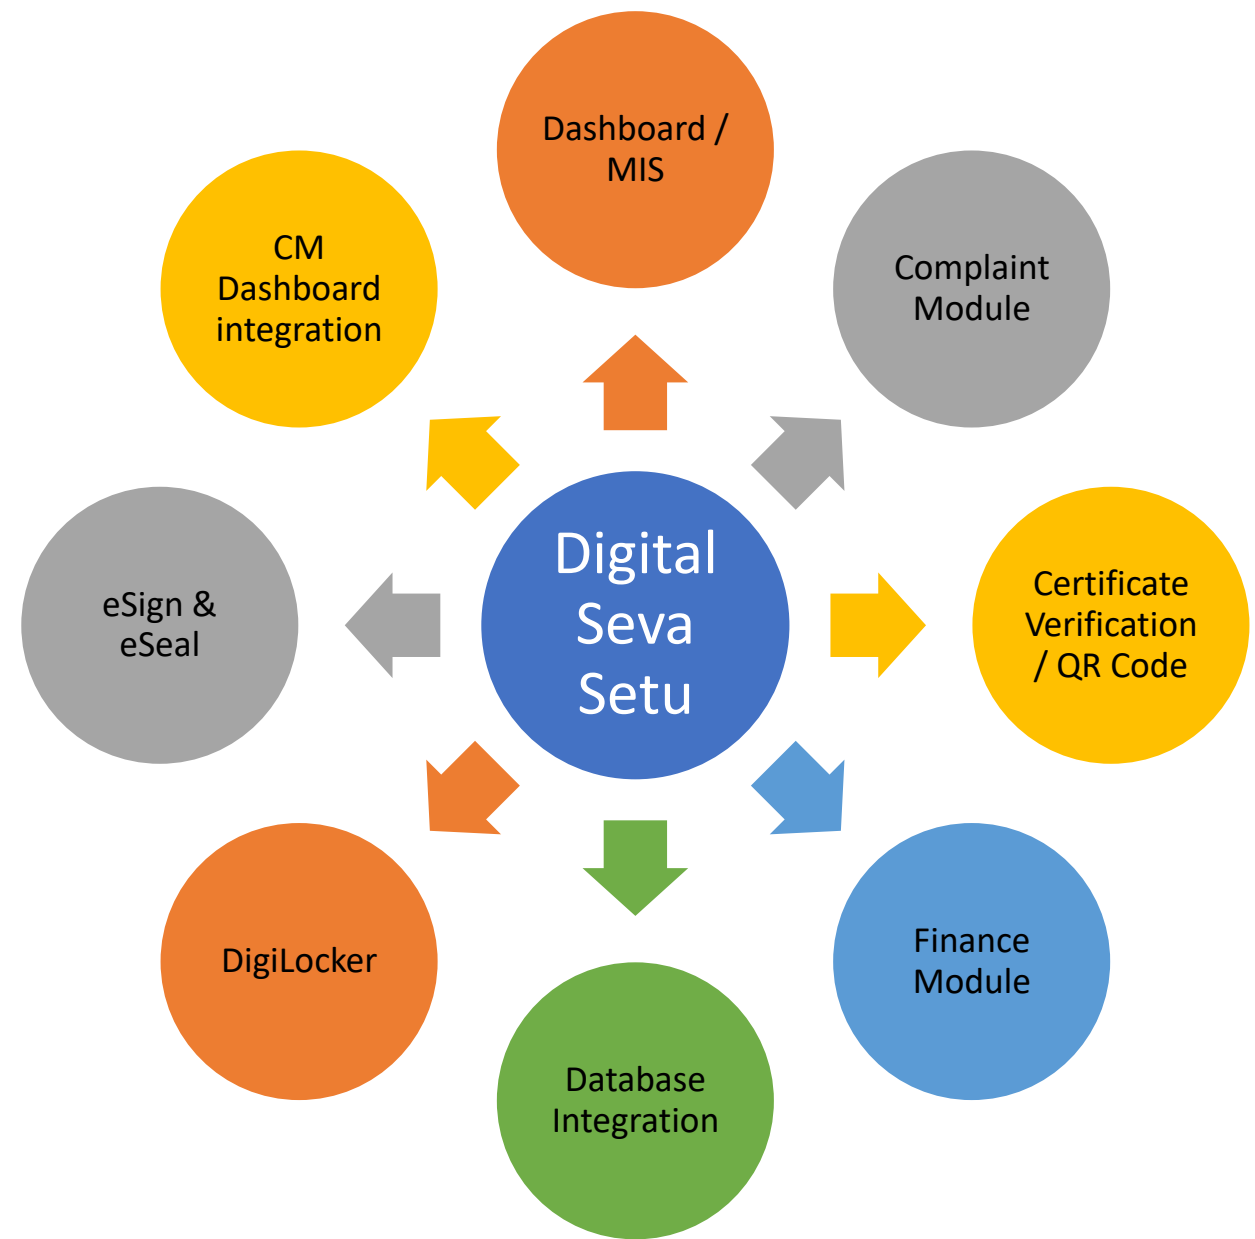 Dashboard /
MIS
CM
Dashboard
integration
Complaint
Module
eSign &
eSeal
Digital
Seva
Setu
Certificate
Verification
/ QR Code
DigiLocker
Finance
Module
Database
Integration